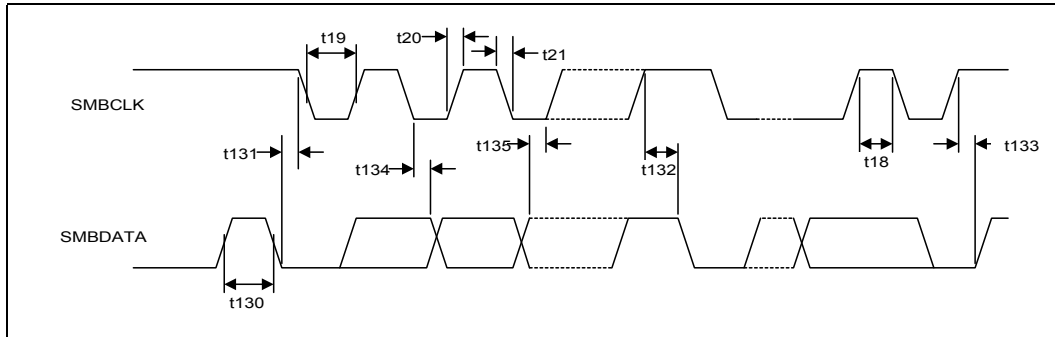 t19
t20
t21
SMBCLK
t131
t134
t135
t132
t18
t133
SMBDATA
t130